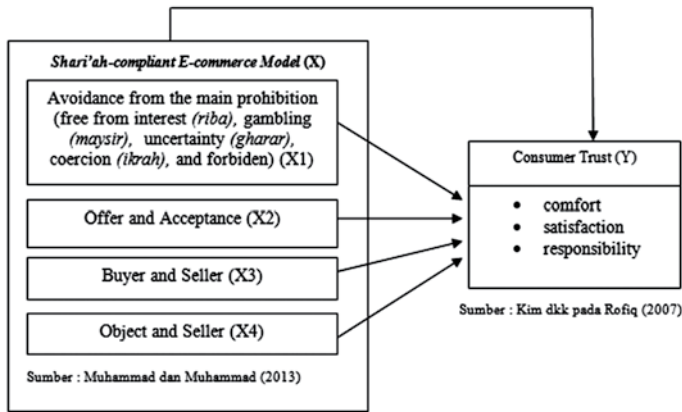 Shari'ah-compliant E-commerce Model (X)
Avoidance from the main prohibition
(free from interest (riba), gambling
(maysir), uncertainty (gharar),
coercion (ikrah), and forbiden) (X1)
Offer and Acceptance (X2)
Buyer and Seller (X3)
Object and Seller (X4)
Sumber : Muhammad dan Muhammad (2013)
Consumer Trust (Y)
• comfort
• satisfaction
• responsibility
Sumber : Kim dkk pada Rofiq (2007)